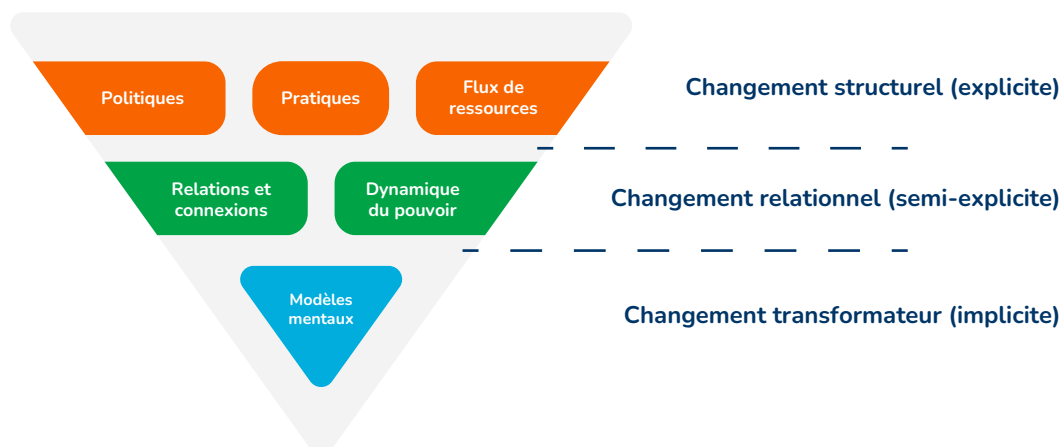 Politiques
Pratiques
Flux de
ressources
Changement structurel (explicite)
Relations et
connexions
Dynamique
du pouvoir
Changement relationnel (semi-explicite)
Modèles
mentaux
Changement transformateur (implicite)